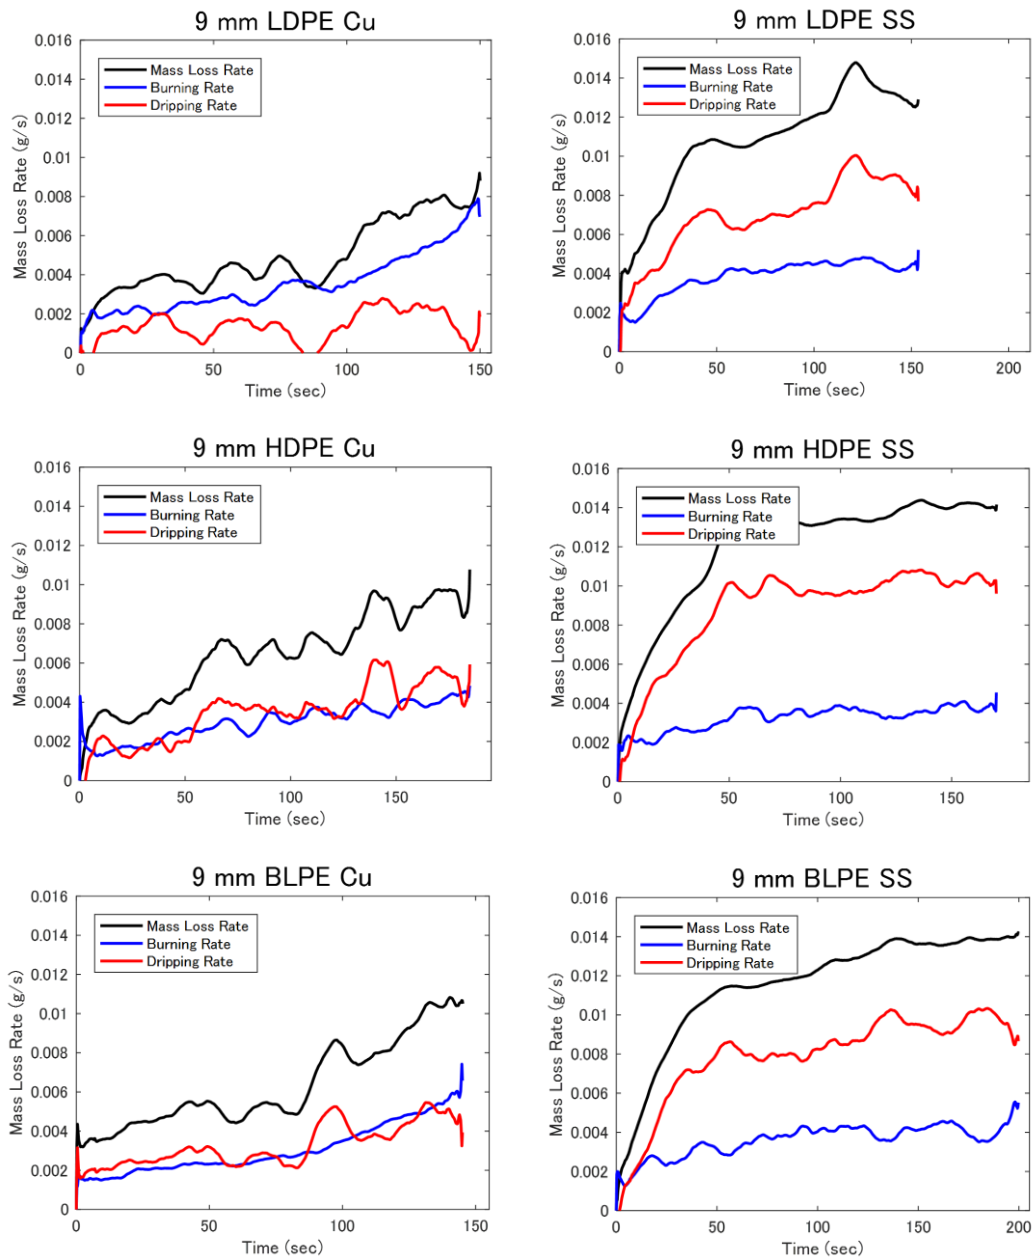 9 mm LDPE Cu
0.016
0.014
0.012
0.01
0.008
0.006
0.004
0.002
0
Mass Loss Rate (g/s)
Mass Loss Rate
Burning Rate
Dripping Rate
0 50 100 150
Time (sec)
9 mm LDPE SS
0.016
0.014
0.012
0.01
0.008
0.006
0.004
0.002
0
Mass Loss Rate (g/s)
Mass Loss Rate
Burning Rate
Dripping Rate
0 50 100 150 200
Time (sec)
9 mm HDPE Cu
0.016
0.014
0.012
0.01
0.008
0.006
0.004
0.002
0
Mass Loss Rate (g/s)
Mass Loss Rate
Burning Rate
Dripping Rate
0 50 100 150
Time (sec)
9 mm HDPE SS
0.016
0.014
0.012
0.01
0.008
0.006
0.004
0.002
0
Mass Loss Rate (g/s)
Mass Loss Rate
Burning Rate
Dripping Rate
0 50 100 150
Time (sec)
9 mm BLPE Cu
0.016
0.014
0.012
0.01
0.008
0.006
0.004
0.002
0
Mass Loss Rate (g/s)
Mass Loss Rate
Burning Rate
Dripping Rate
0 50 100 150
Time (sec)
9 mm BLPE SS
0.016
0.014
0.012
0.01
0.008
0.006
0.004
0.002
0
Mass Loss Rate (g/s)
Mass Loss Rate
Burning Rate
Dripping Rate
0 50 100 150 200
Time (sec)